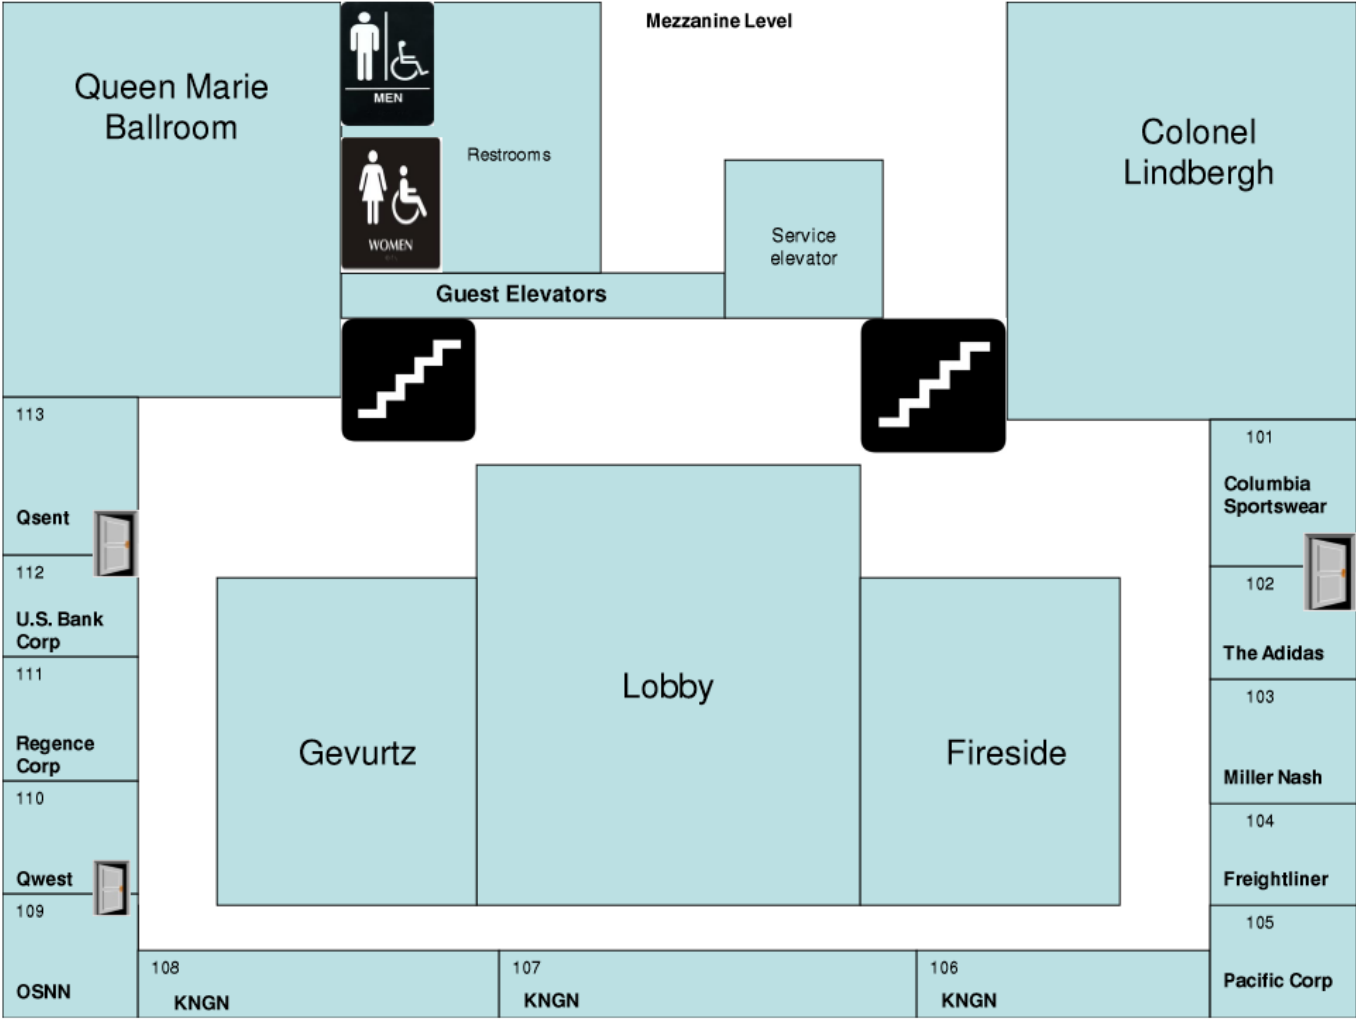 Mezzanine Level
Queen Marie
Ballroom
MEN
Restrooms
WOMEN
Guest Elevators
Service
elevator
Colonel
Lindbergh
113
Qsent
112
U.S. Bank
Corp
111
Regence
Corp
110
Qwest
109
OSNN
Gevurtz
Lobby
Fireside
101
Columbia
Sportswear
102
The Adidas
103
Miller Nash
104
Freightliner
105
Pacific Corp
108
KNGN
107
KNGN
106
KNGN